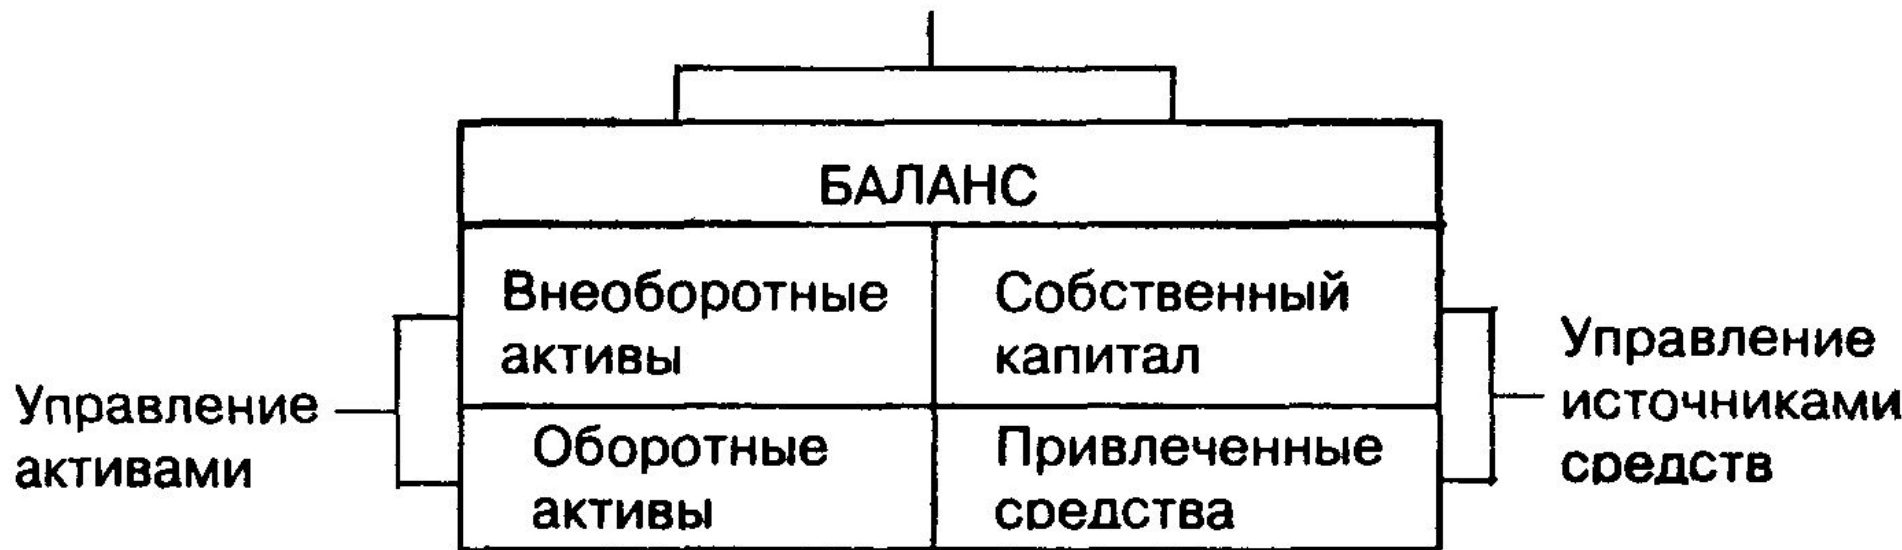 БАЛАНС
Внеоборотные
активы
Собственный
капитал
Оборотные
активы
Привлеченные
средства
Управление
активами
Управление
источниками
средств